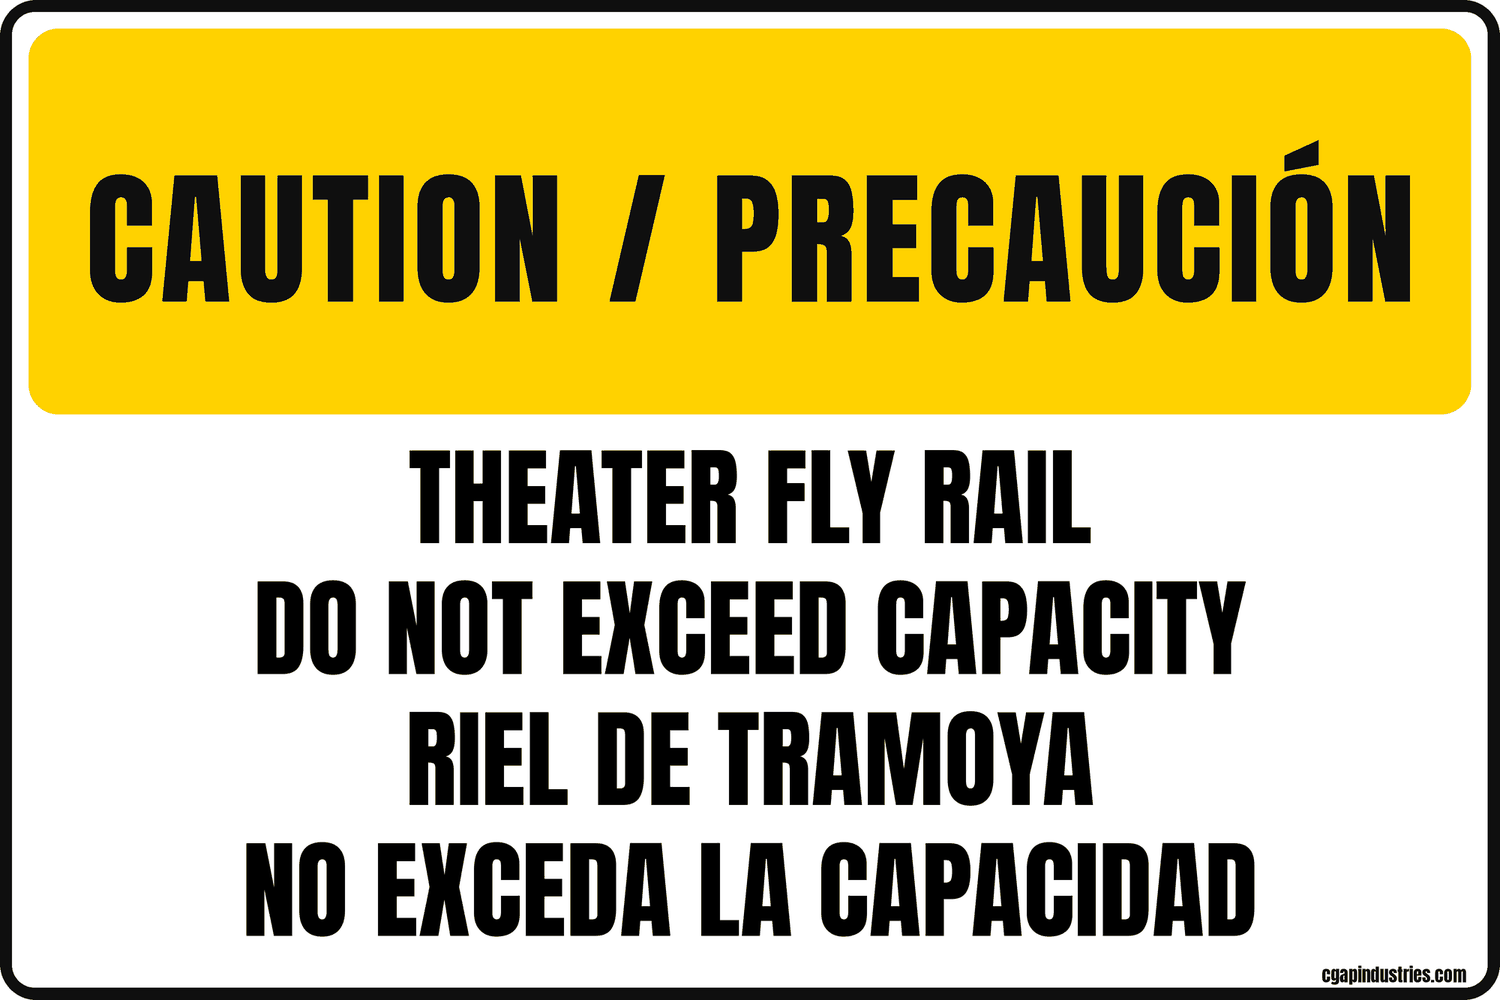 CAUTION / PRECAUCIÓN
THEATER FLY RAIL
DO NOT EXCEED CAPACITY
RIEL DE TRAMOYA
NO EXCEDA LA CAPACIDAD
cgapindustries.com